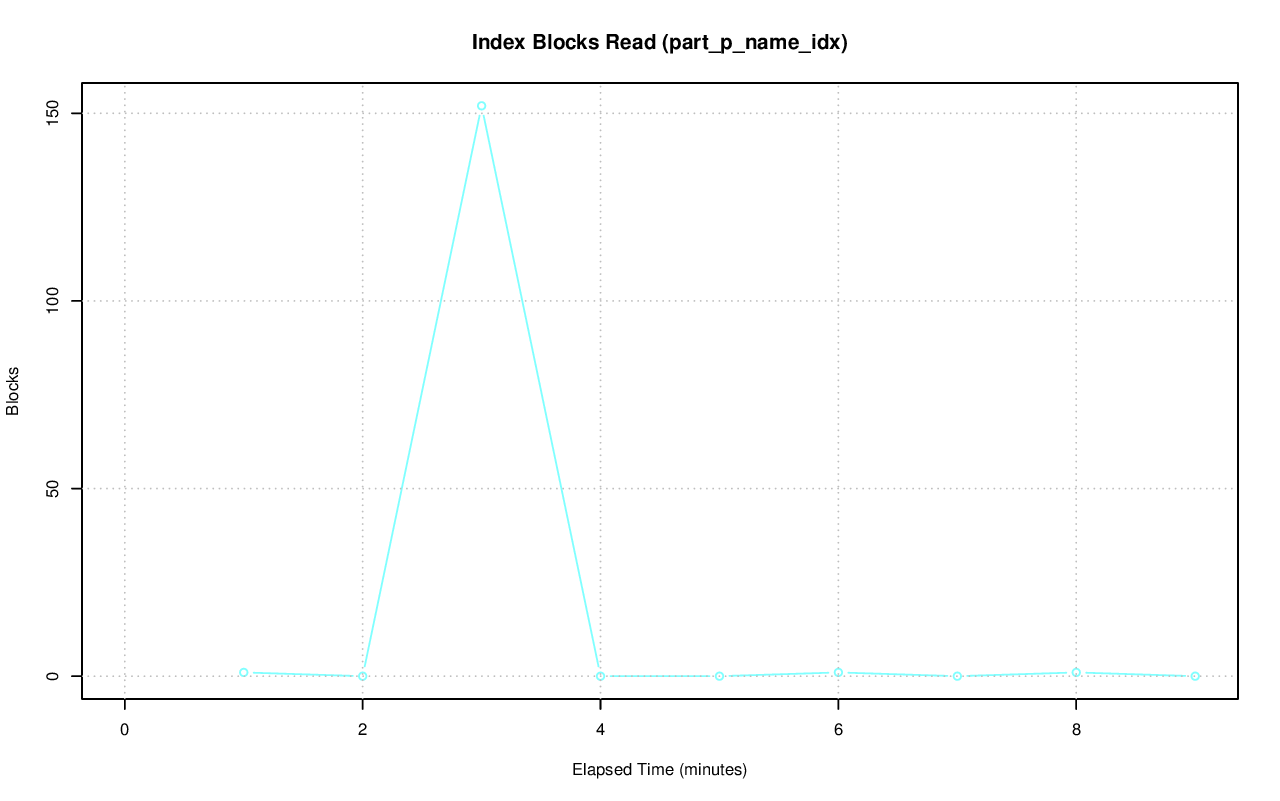 Index Blocks Read (part_p_name_idx)
Blocks
150
100
50
0
0 2 4 6 8
Elapsed Time (minutes)